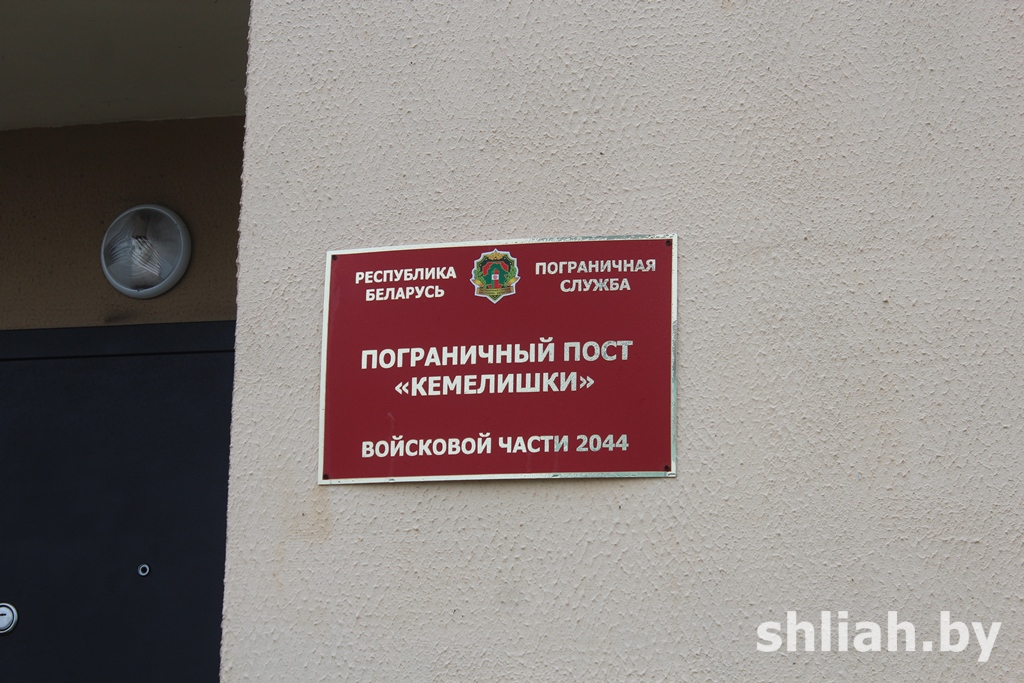 РЕСПУБЛИКА
БЕЛАРУСЬ
ПОГРАНИЧНАЯ
СЛУЖБА
ПОГРАНИЧНЫЙ ПОСТ
«КЕМЕЛИШКИ»
ВОЙСКОВОЙ ЧАСТИ 2044
shliah.by